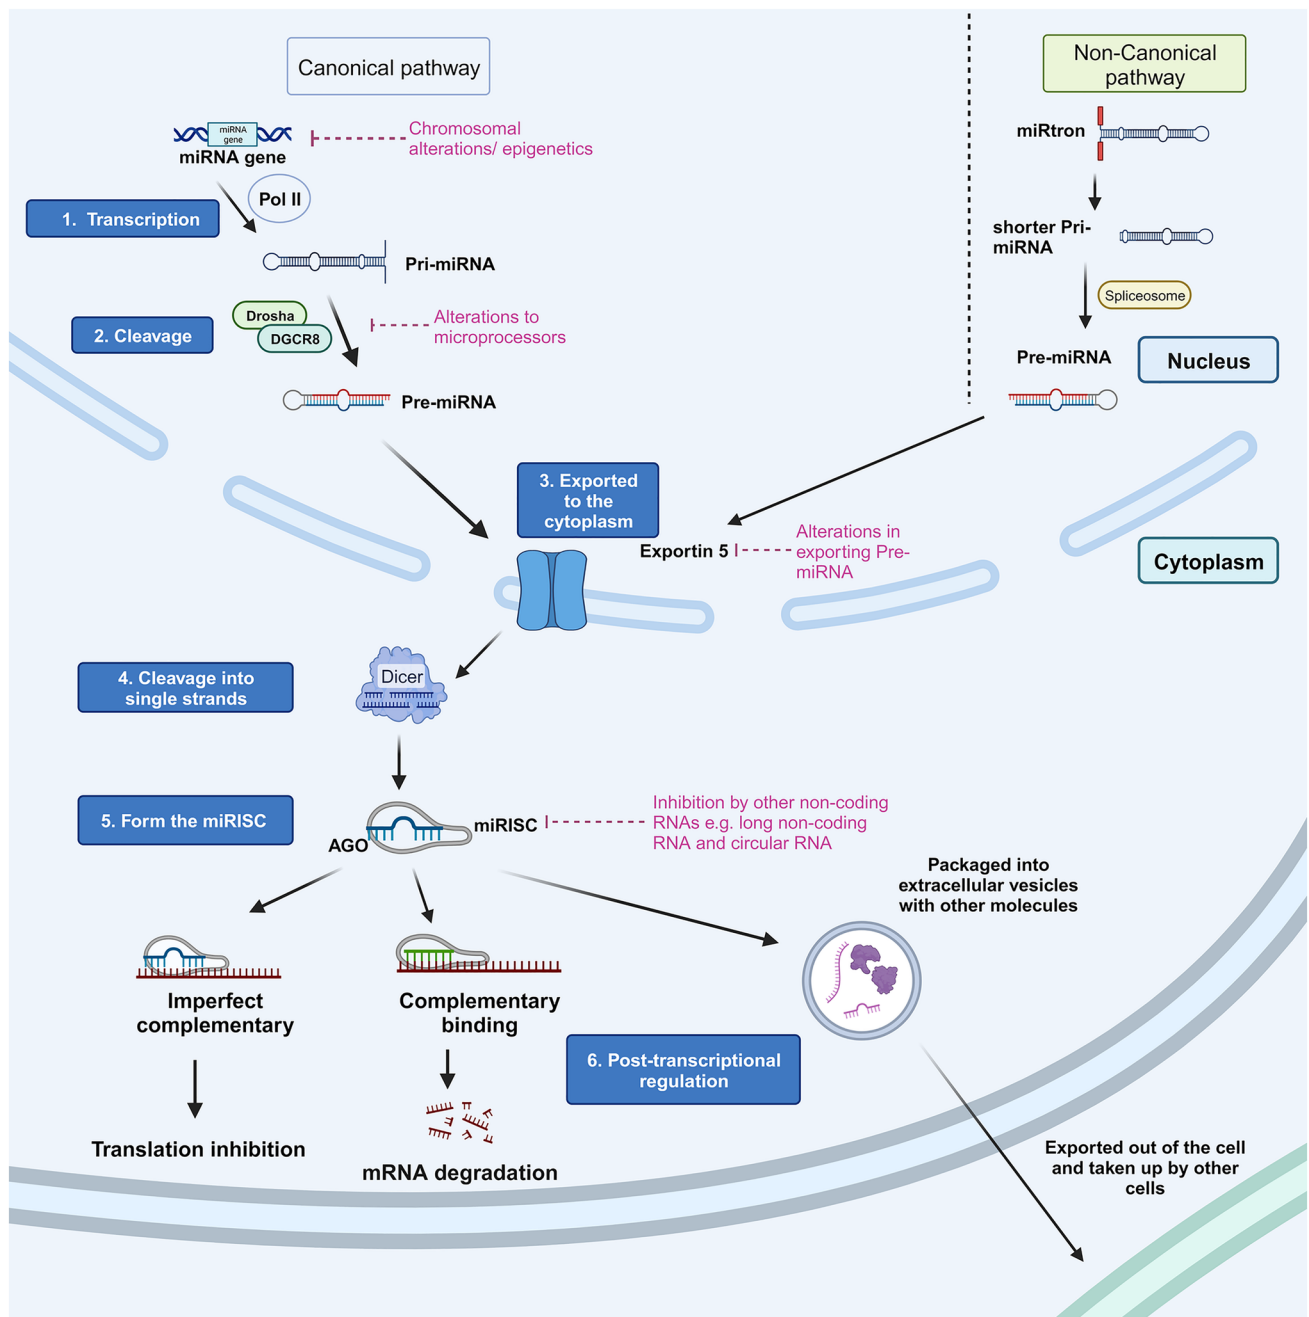 Canonical pathway
Non-Canonical
pathway
miRNA
gene
miRNA gene
Chromosomal
alterations/ epigenetics
miRtron
Pol II
1. Transcription
shorter Pri-
miRNA
Pri-miRNA
Spliceosome
Drosha
DGCR8
2. Cleavage
Alterations to
microprocessors
Pre-miRNA
Nucleus
Pre-miRNA
3. Exported
to the
cytoplasm
Exportin 5
Alterations in
exporting Pre-
miRNA
Cytoplasm
4. Cleavage into
single strands
Dicer
5. Form the miRISC
AGO
miRISC
Inhibition by other non-coding
RNAs e.g. long non-coding
RNA and circular RNA
Packaged into
extracellular vesicles
with other molecules
Imperfect
complementary
Complementary
binding
6. Post-transcriptional
regulation
Translation inhibition
mRNA degradation
Exported out of the cell
and taken up by other
cells